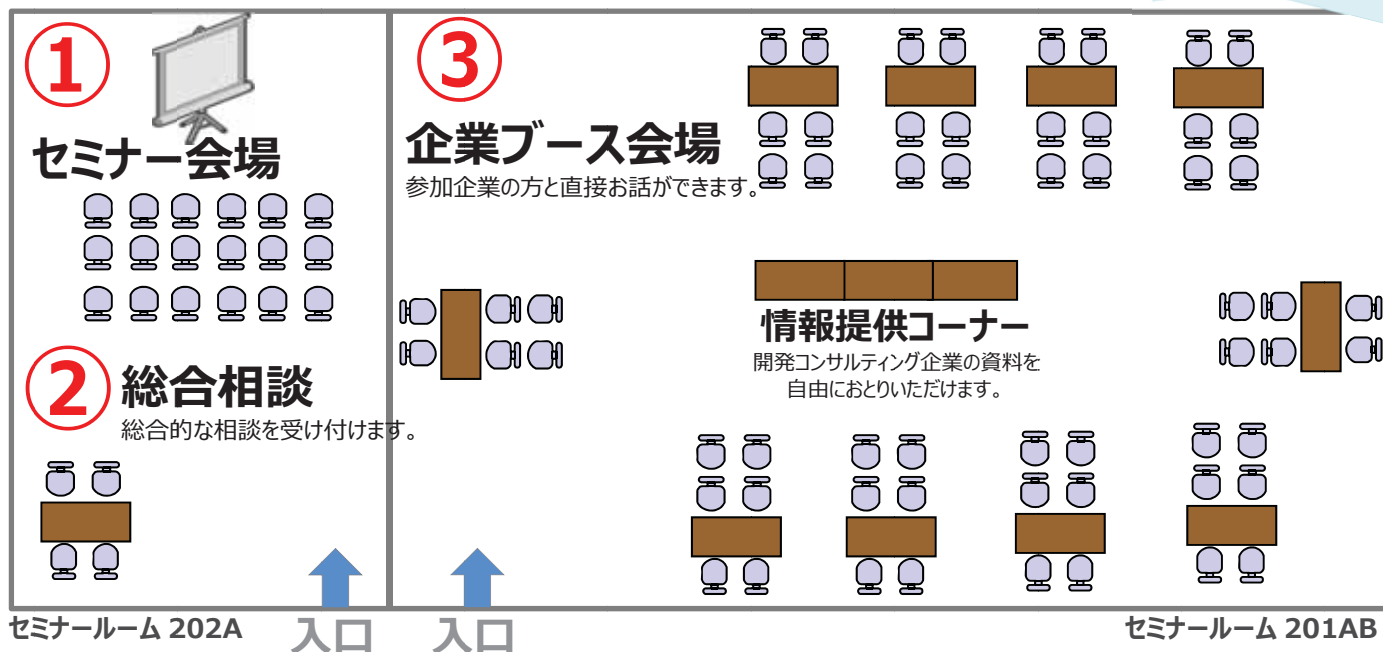 ①
セミナー会場
②
総合相談
総合的な相談を受け付けます。
③
企業ブース会場
参加企業の方と直接お話ができます。
情報提供コーナー
開発コンサルティング企業の資料を
自由におとりいただけます。
セミナールーム 202A
入口
入口
セミナールーム 201AB